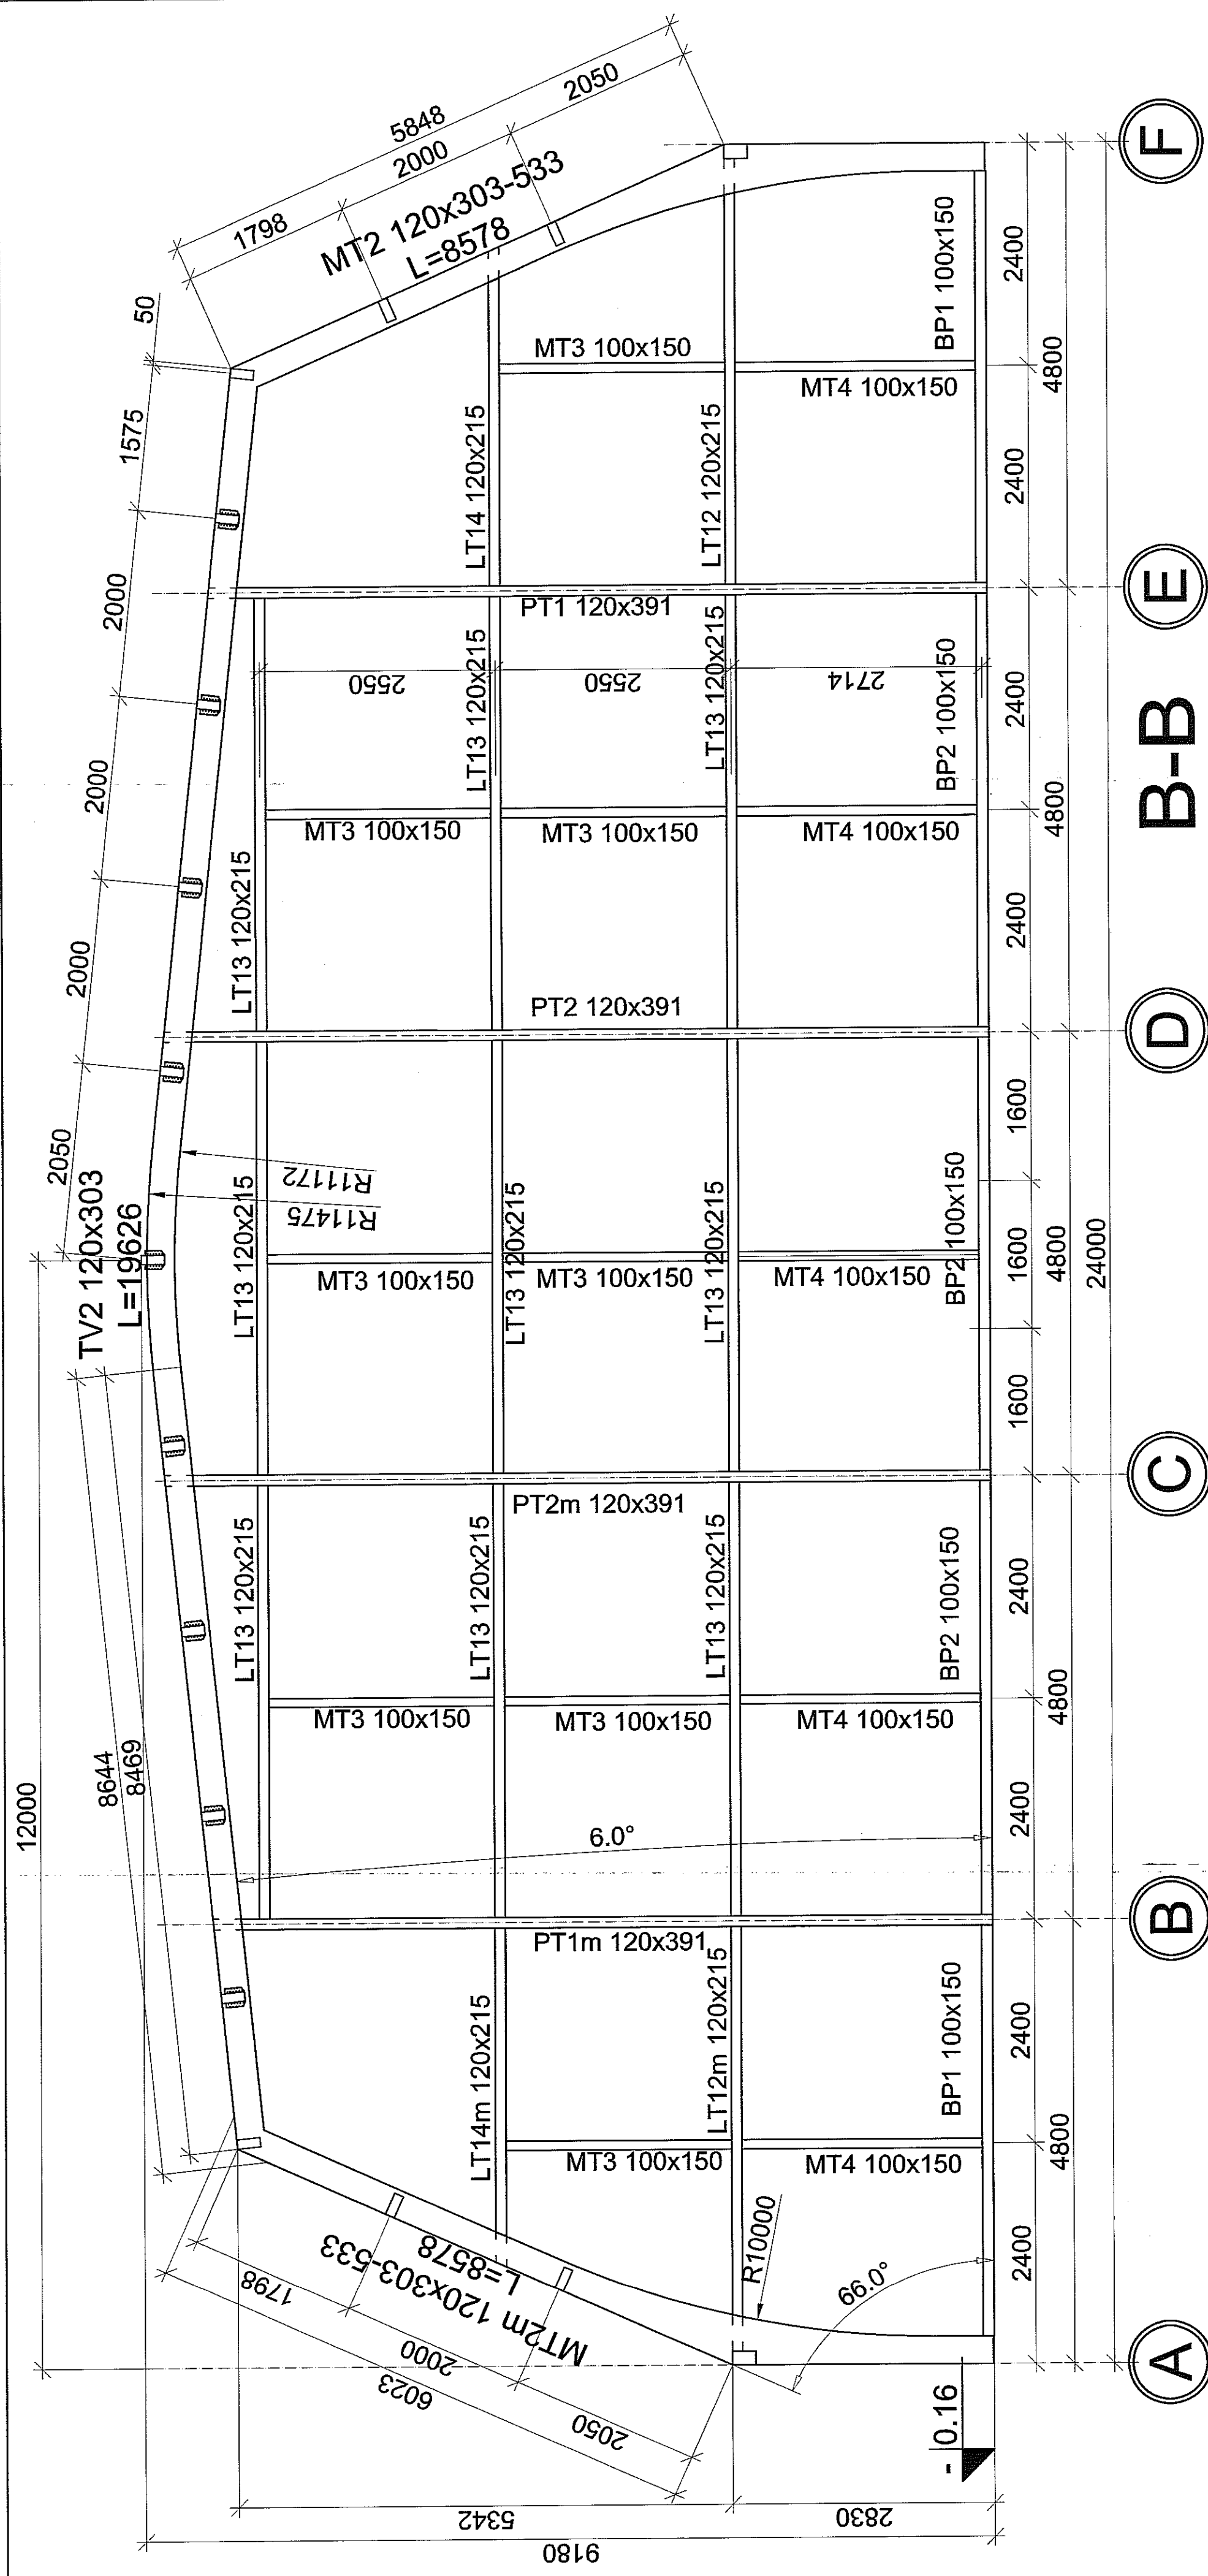 12000
8644
8469
TV2 120x303
L=19626
2050
2000
2000
2000
1575
50
1798
2000
2050
5848
MT2 120x303-533
L=8578
R11172
R11475
6023
1798
2000
2050
MT2m 120x303-533
L=8578
9180
5342
2830
- 0.16
66.0°
R10000
6.0°
LT13 120x215
LT13 120x215
LT13 120x215
LT14m 120x215
LT13 120x215
LT13 120x215
LT13 120x215
LT14 120x215
LT12m 120x215
LT13 120x215
LT13 120x215
LT13 120x215
LT12 120x215
MT3 100x150
MT3 100x150
MT3 100x150
MT3 100x150
MT3 100x150
MT3 100x150
MT3 100x150
MT3 100x150
MT4 100x150
MT4 100x150
MT4 100x150
MT4 100x150
MT4 100x150
PT1m 120x391
PT2m 120x391
PT2 120x391
PT1 120x391
2550
2550
2714
BP1 100x150
BP2 100x150
BP2 100x150
BP2 100x150
BP1 100x150
2400
2400
2400
2400
1600
1600
1600
2400
2400
2400
2400
4800
4800
4800
4800
4800
24000
A
B
C
D
E
F
B-B